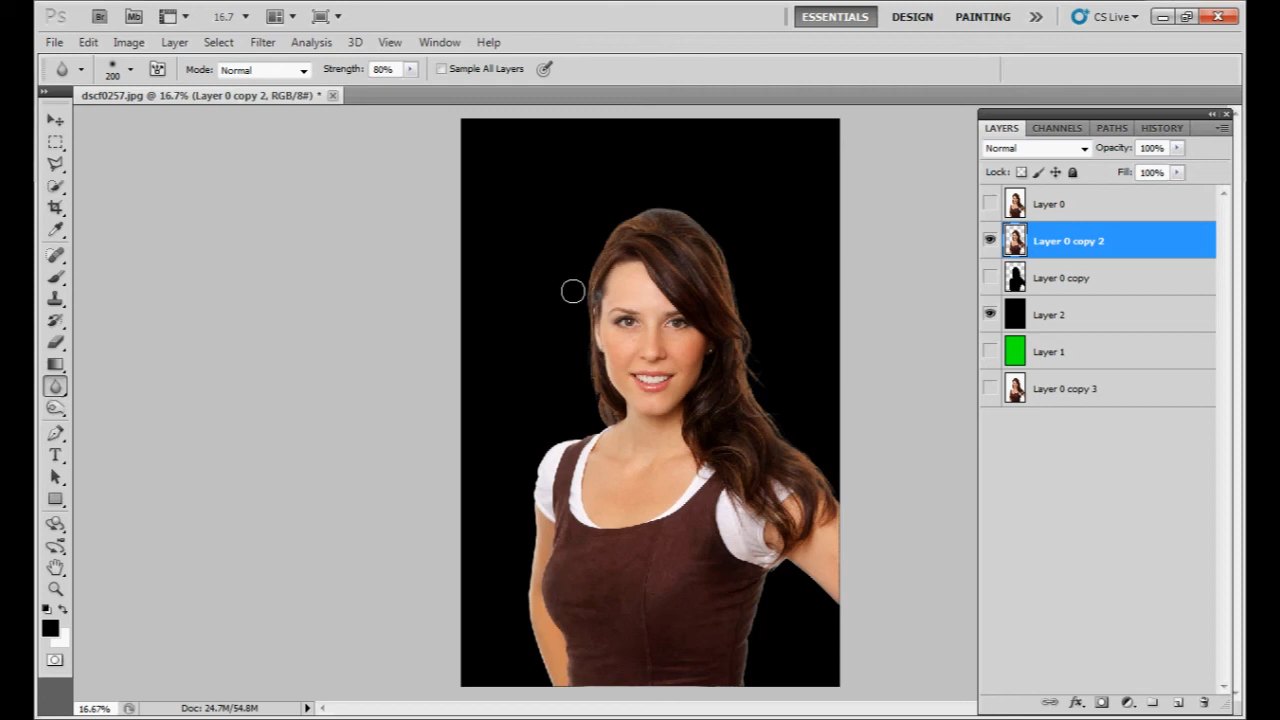 Ps Br Mb 16.7 ESSENTIALS DESIGN PAINTING CS Live
File Edit Image Layer Select Filter Analysis 3D View Window Help
200 Mode: Normal Strength: 80% Sample All Layers
dscf0257.jpg @ 16.7% (Layer 0 copy 2, RGB/8#) *
LAYERS CHANNELS PATHS HISTORY
Normal Opacity: 100%
Lock: Fill: 100%
Layer 0
Layer 0 copy 2
Layer 0 copy
Layer 2
Layer 1
Layer 0 copy 3
T
fx
16.67% Doc: 24.7M/54.8M